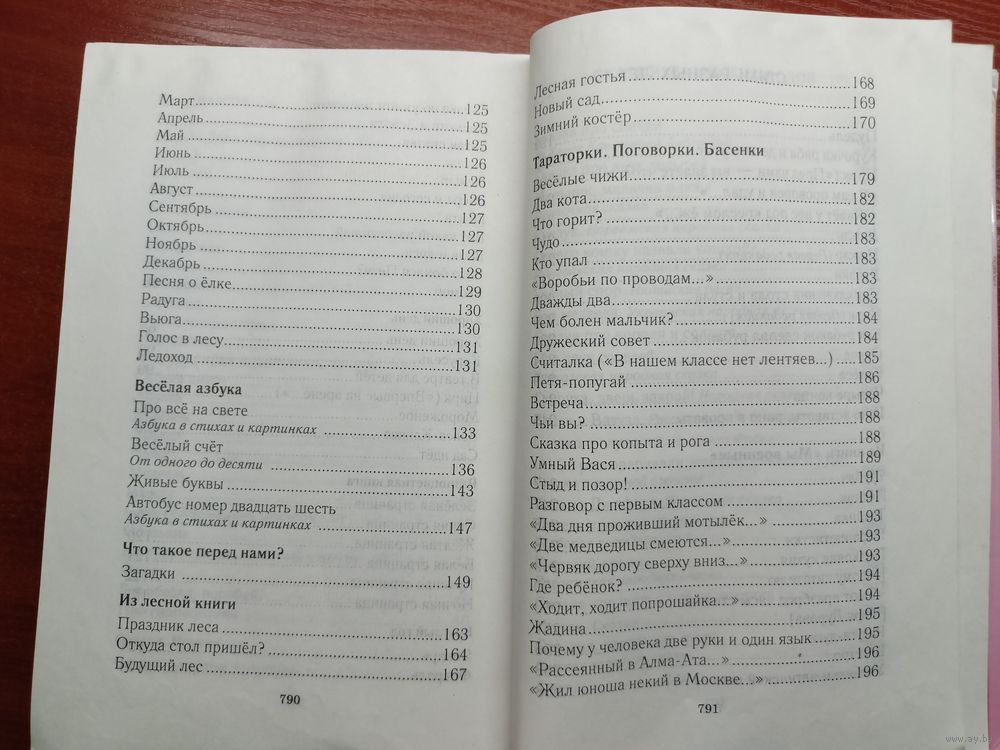 Март 125
Апрель 125
Май 125
Июнь 126
Июль 126
Август 126
Сентябрь 127
Октябрь 127
Ноябрь 127
Декабрь 128
Песня о ёлке 129
Радуга 130
Вьюга 130
Голос в лесу 131
Ледоход 131
Весёлая азбука
Про всё на свете
Азбука в стихах и картинках 133
Весёлый счёт
От одного до десяти 136
Живые буквы 143
Автобус номер двадцать шесть
Азбука в стихах и картинках 147
Что такое перед нами?
Загадки 149
Из лесной книги
Праздник леса 163
Откуда стол пришёл? 164
Будущий лес 167
790
Лесная гостья 168
Новый сад 169
Зимний костёр 170
Тараторки. Поговорки. Басенки
Весёлые чижи 179
Два кота 182
Что горит? 182
Чудо 183
Кто упал 183
«Воробьи по проводам...» 183
Дважды два 183
Чем болен мальчик? 184
Дружеский совет 184
Считалка («В нашем классе нет лентяев...) 185
Петя-попугай 186
Встреча 188
Чьи вы? 188
Сказка про копыта и рога 188
Умный Вася 189
Стыд и позор! 191
Разговор с первым классом 191
«Два дня проживший мотылёк...» 193
«Две медведицы смеются...» 193
«Червяк дорогу сверху вниз...» 193
Где ребёнок? 194
«Ходит, ходит попрошайка...» 194
Жадина 195
Почему у человека две руки и один язык 195
«Рассеянный в Алма-Ата...» 196
«Жил юноша некий в Москве...» 196
791